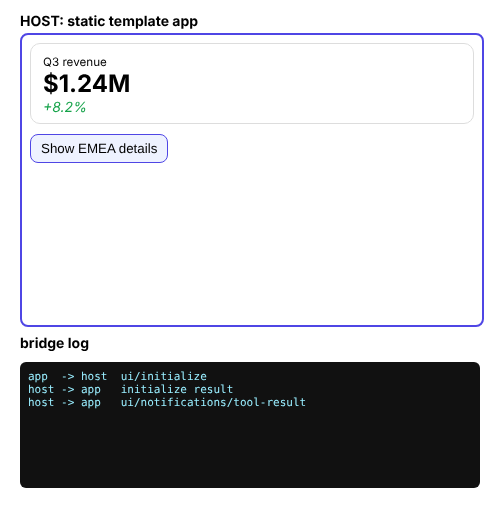 HOST: static template app
Q3 revenue
$1.24M
+8.2%
Show EMEA details
bridge log
app  -> host  ui/initialize
host -> app   initialize result
host -> app   ui/notifications/tool-result